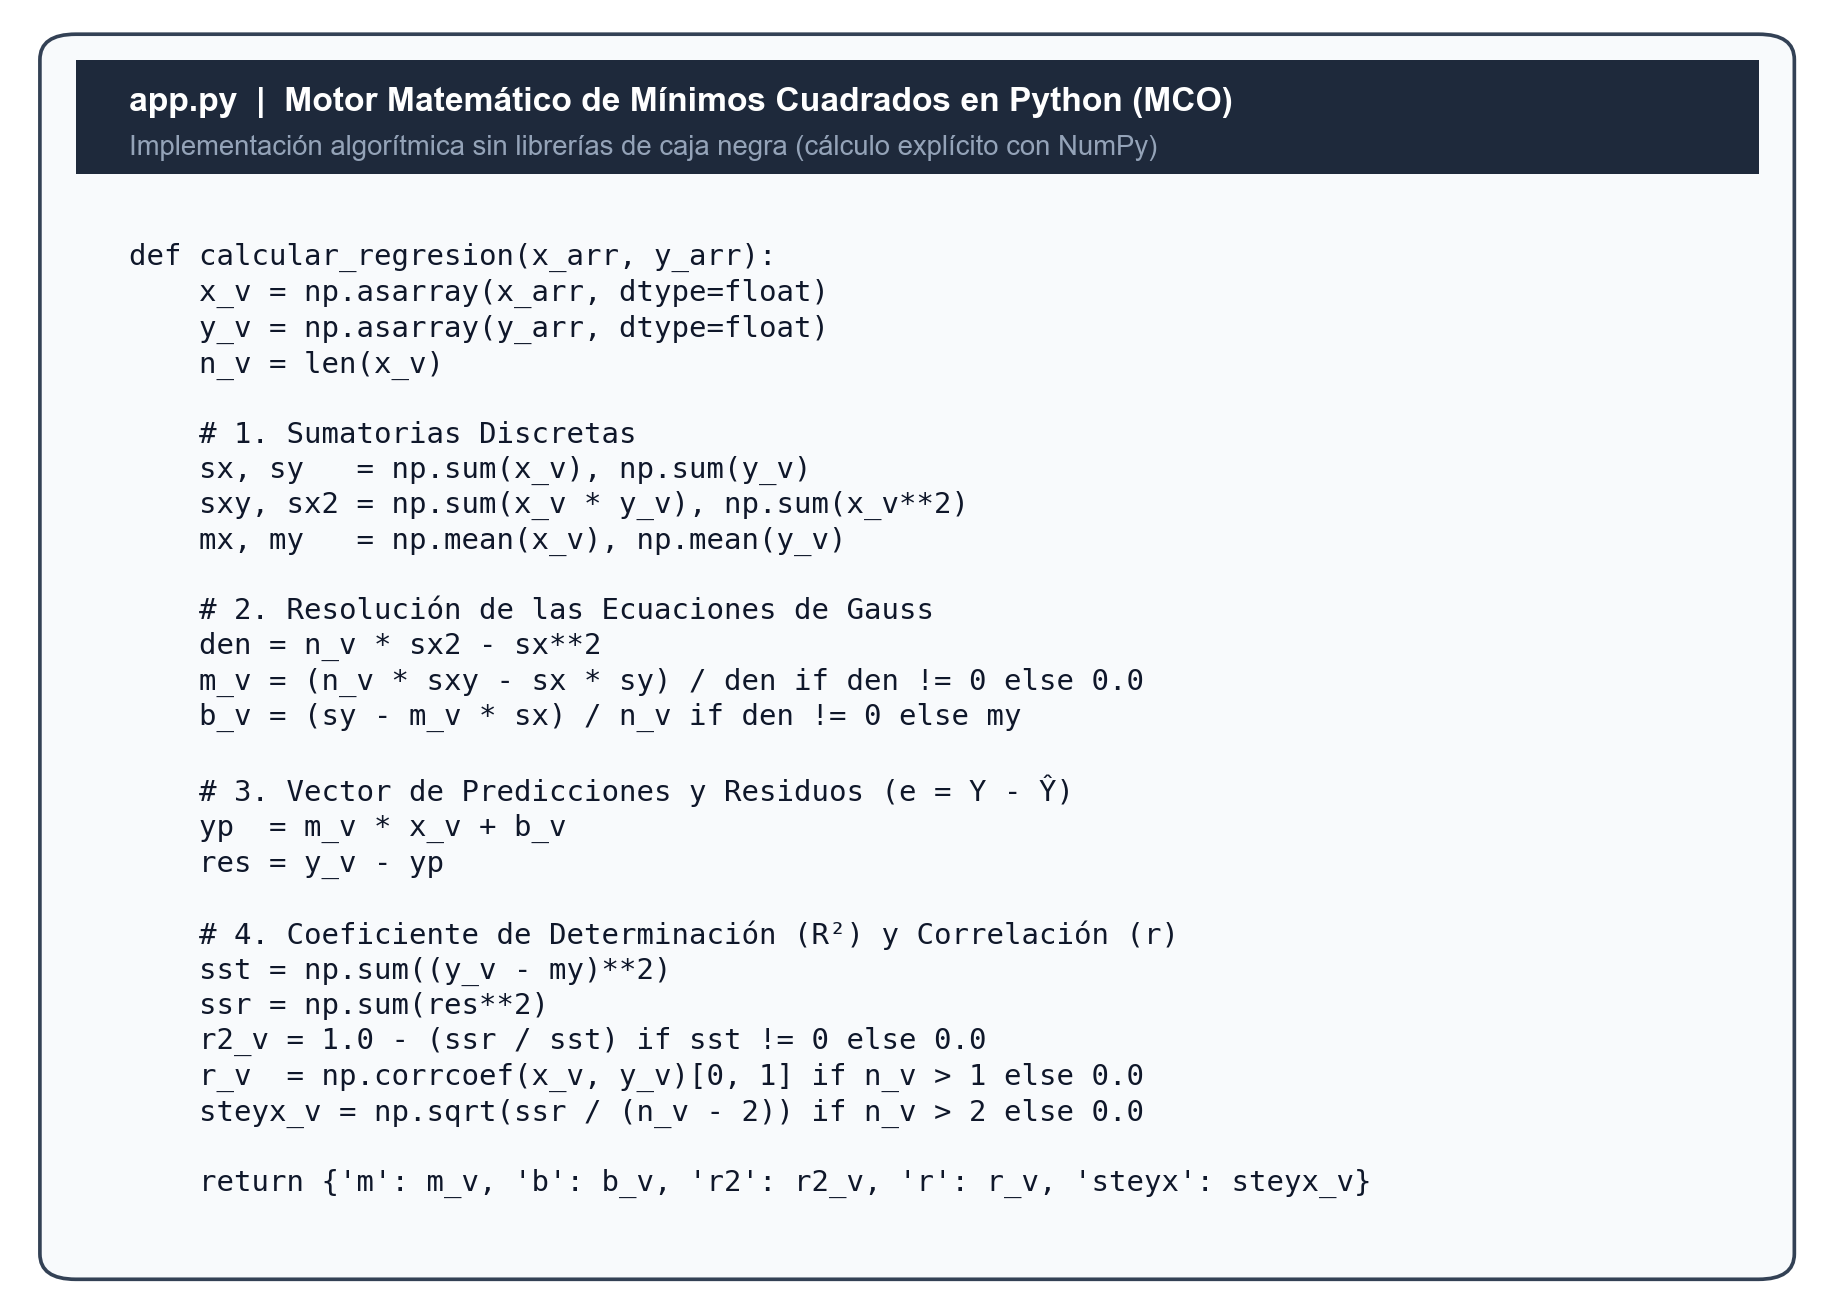 app.py | Motor Matemático de Mínimos Cuadrados en Python (MCO)
Implementación algorítmica sin librerías de caja negra (cálculo explícito con NumPy)
def calcular_regresion(x_arr, y_arr):
    x_v = np.asarray(x_arr, dtype=float)
    y_v = np.asarray(y_arr, dtype=float)
    n_v = len(x_v)

    # 1. Sumatorias Discretas
    sx, sy   = np.sum(x_v), np.sum(y_v)
    sxy, sx2 = np.sum(x_v * y_v), np.sum(x_v**2)
    mx, my   = np.mean(x_v), np.mean(y_v)

    # 2. Resolución de las Ecuaciones de Gauss
    den = n_v * sx2 - sx**2
    m_v = (n_v * sxy - sx * sy) / den if den != 0 else 0.0
    b_v = (sy - m_v * sx) / n_v if den != 0 else my

    # 3. Vector de Predicciones y Residuos (e = Y - Ŷ)
    yp  = m_v * x_v + b_v
    res = y_v - yp

    # 4. Coeficiente de Determinación (R²) y Correlación (r)
    sst = np.sum((y_v - my)**2)
    ssr = np.sum(res**2)
    r2_v = 1.0 - (ssr / sst) if sst != 0 else 0.0
    r_v  = np.corrcoef(x_v, y_v)[0, 1] if n_v > 1 else 0.0
    steyx_v = np.sqrt(ssr / (n_v - 2)) if n_v > 2 else 0.0

    return {'m': m_v, 'b': b_v, 'r2': r2_v, 'r': r_v, 'steyx': steyx_v}